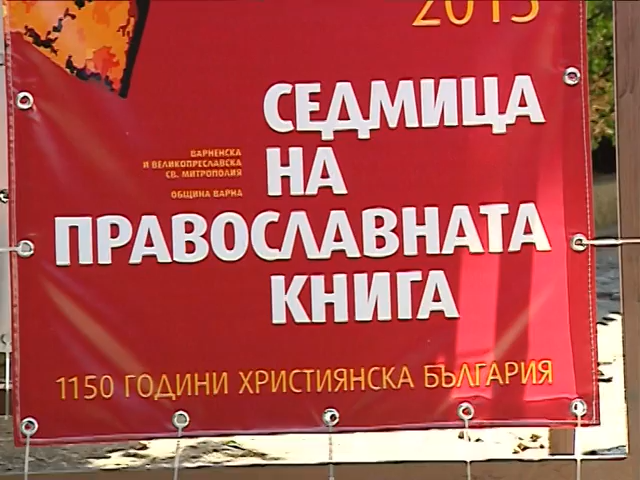 2015
СЕДМИЦА
НА
ПРАВОСЛАВНАТА
КНИГА
ВАРНЕНСКА
И ВЕЛИКОПРЕСЛАВСКА
СВ. МИТРОПОЛИЯ
ОБЩИНА ВАРНА
1150 ГОДИНИ ХРИСТИЯНСКА БЪЛГАРИЯ